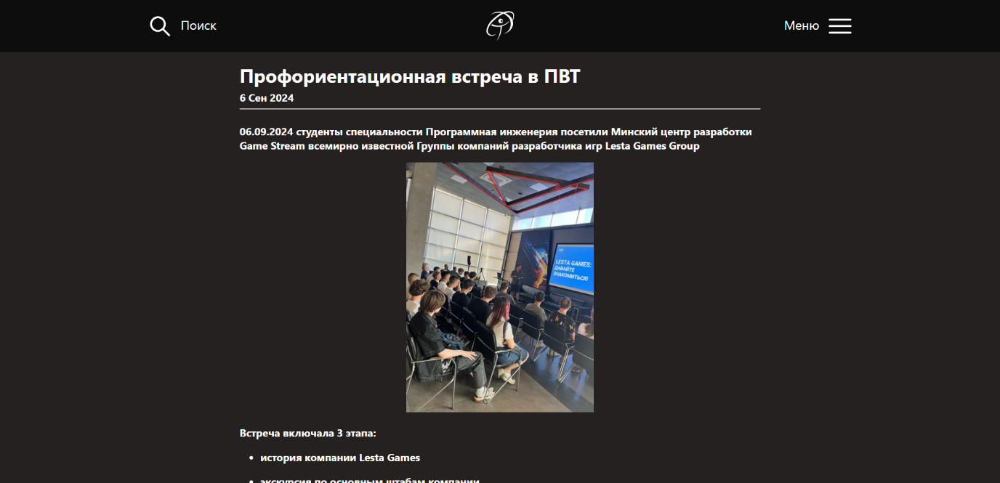 Поиск
Меню
Профориентационная встреча в ПВТ
6 Сен 2024
06.09.2024 студенты специальности Программная инженерия посетили Минский центр разработки
Game Stream всемирно известной Группы компаний разработчика игр Lesta Games Group
LESTA GAMES:
ДАВАЙТЕ
ЗНАКОМИТЬСЯ!
Встреча включала 3 этапа:
• история компании Lesta Games
• экскурсия по основным штабам компании